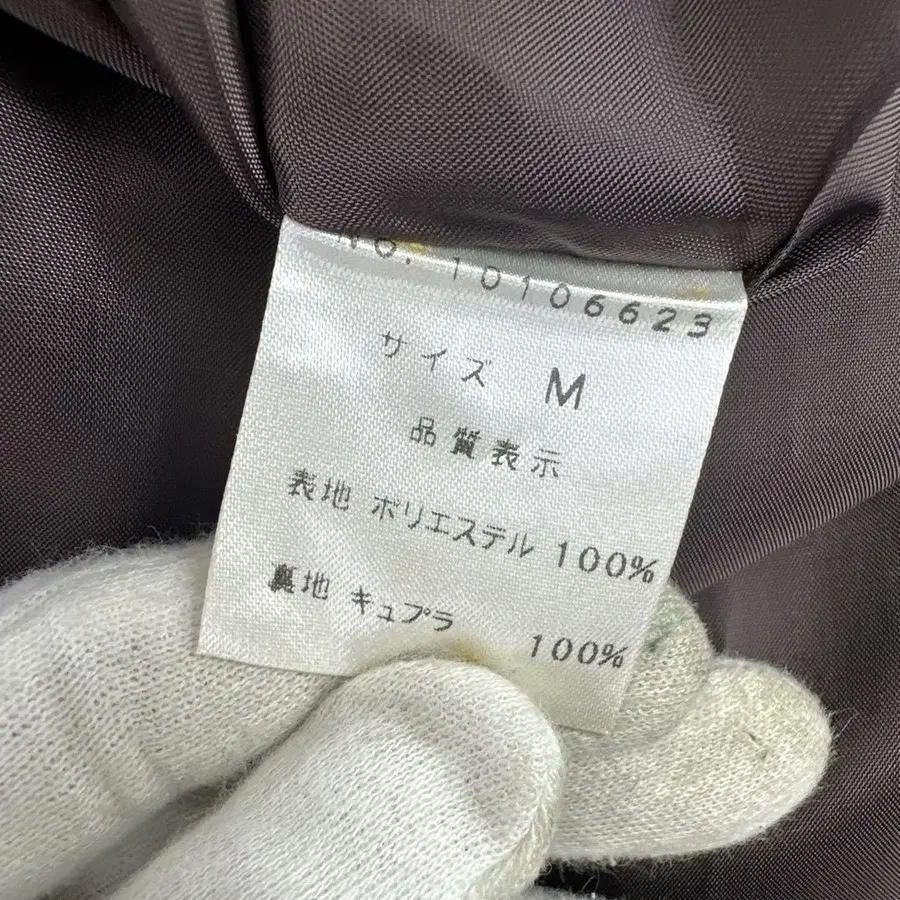 No. 10106623
サイズ M
品質表示
表地 ポリエステル 100%
裏地 キュプラ 100%